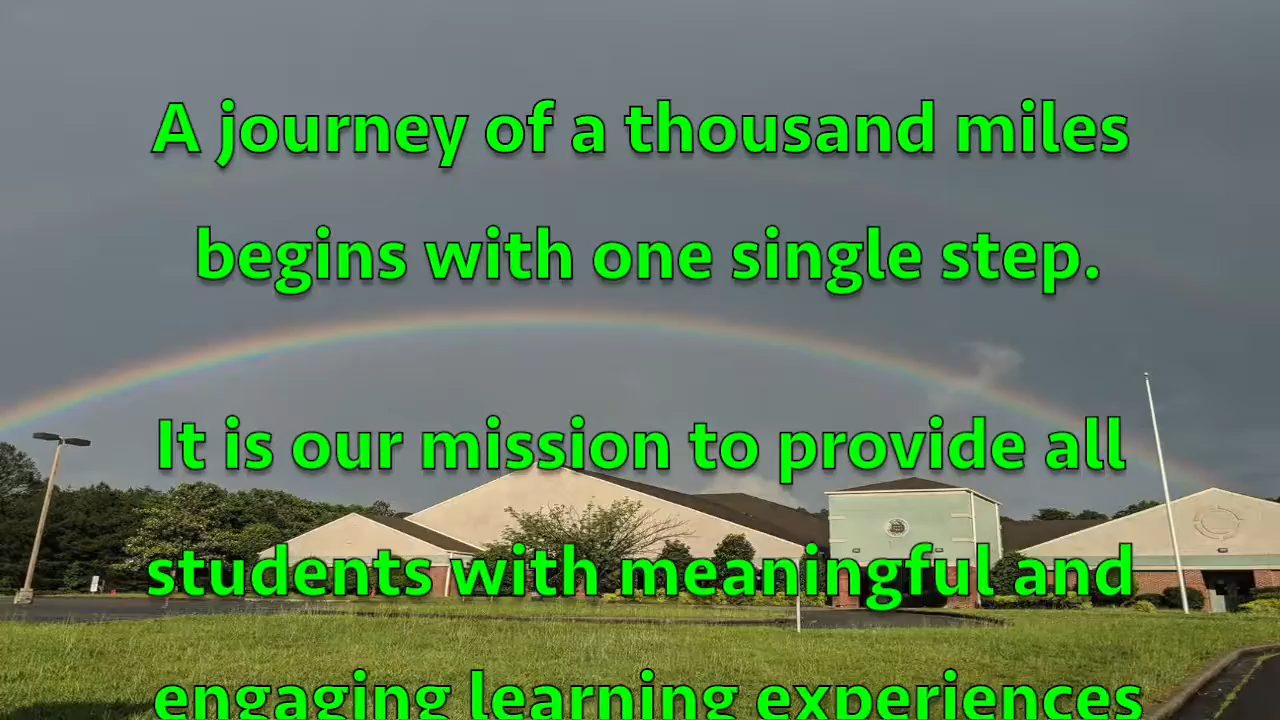 A journey of a thousand miles
begins with one single step.
It is our mission to provide all
students with meaningful and
engaging learning experiences